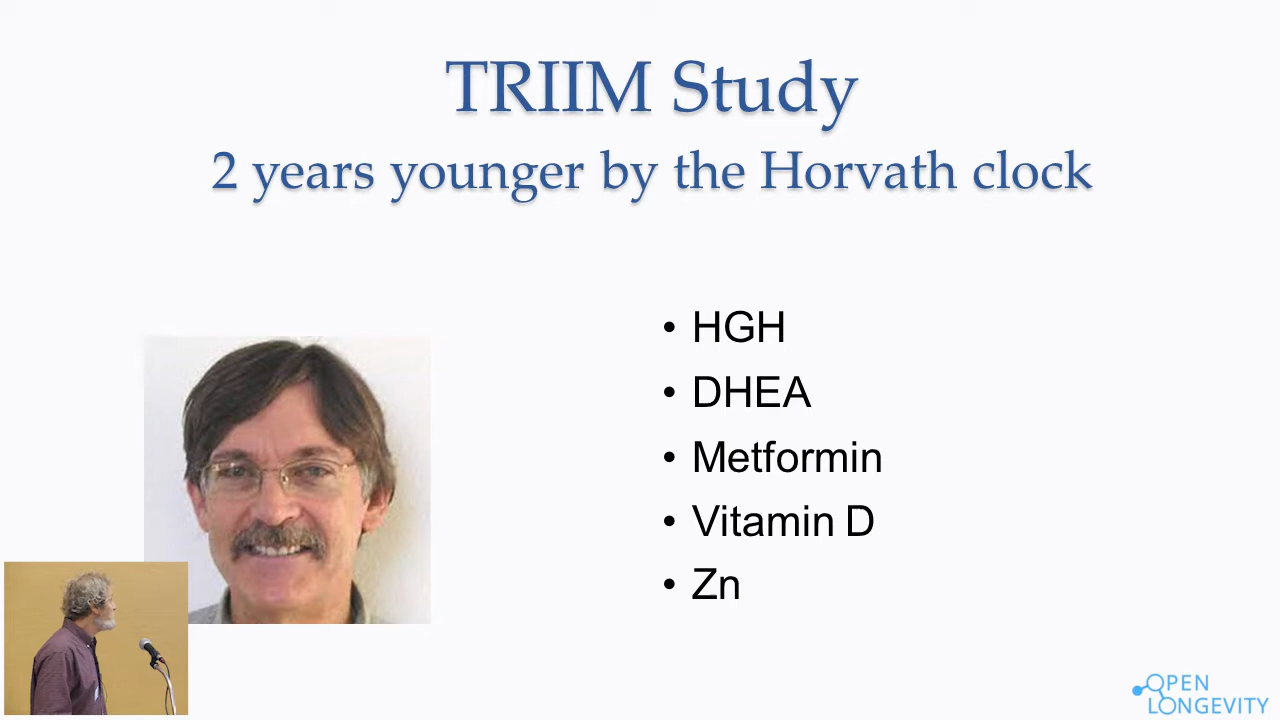 TRIIM Study
2 years younger by the Horvath clock
• HGH
• DHEA
• Metformin
• Vitamin D
• Zn
OPEN
LONGEVITY